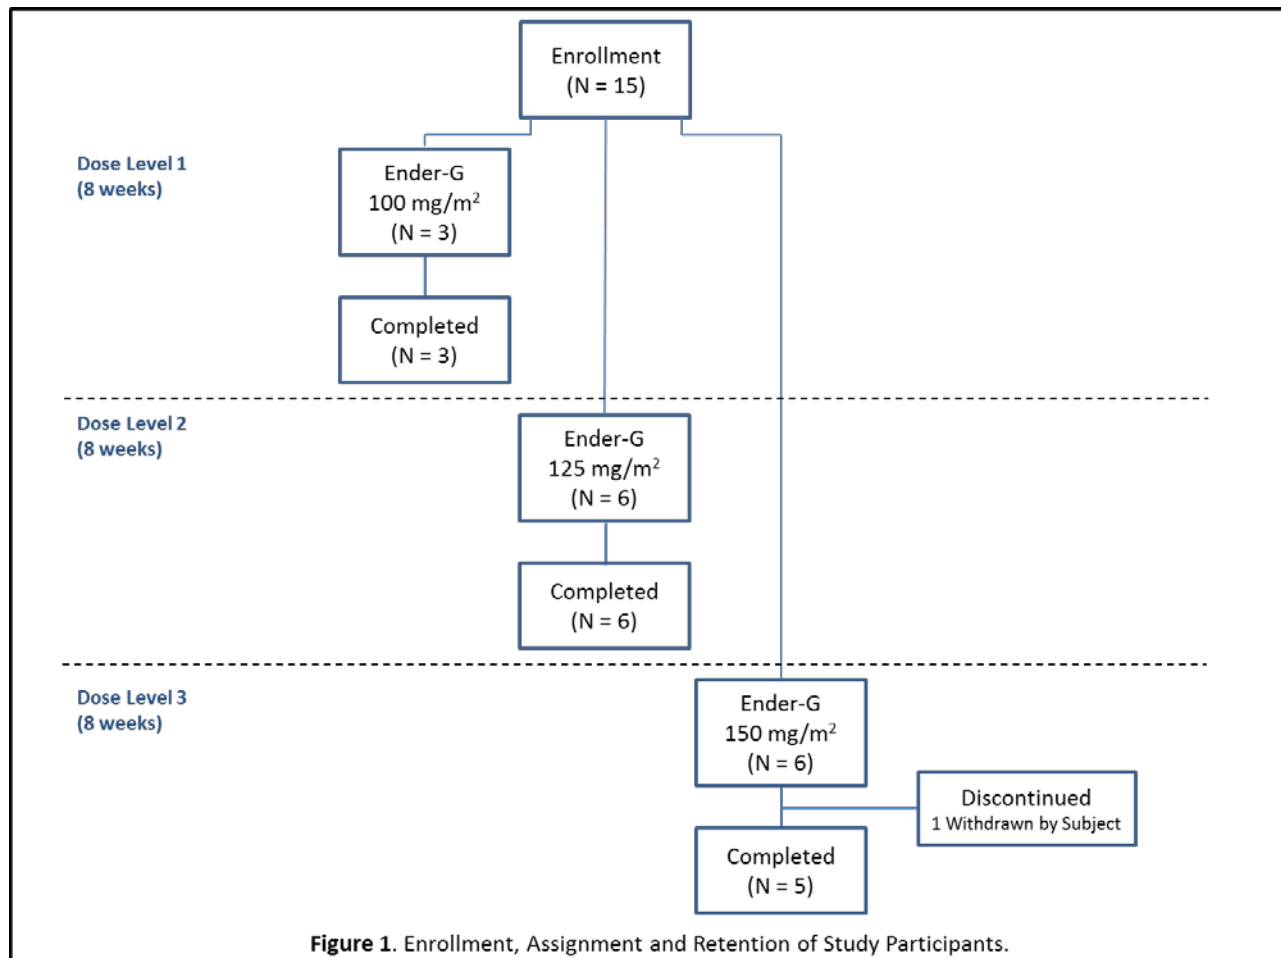 Enrollment
(N = 15)
Dose Level 1
(8 weeks)
Ender-G
100 mg/m²
(N = 3)
Completed
(N = 3)
Dose Level 2
(8 weeks)
Ender-G
125 mg/m²
(N = 6)
Completed
(N = 6)
Dose Level 3
(8 weeks)
Ender-G
150 mg/m²
(N = 6)
Discontinued
1 Withdrawn by Subject
Completed
(N = 5)
Figure 1. Enrollment, Assignment and Retention of Study Participants.